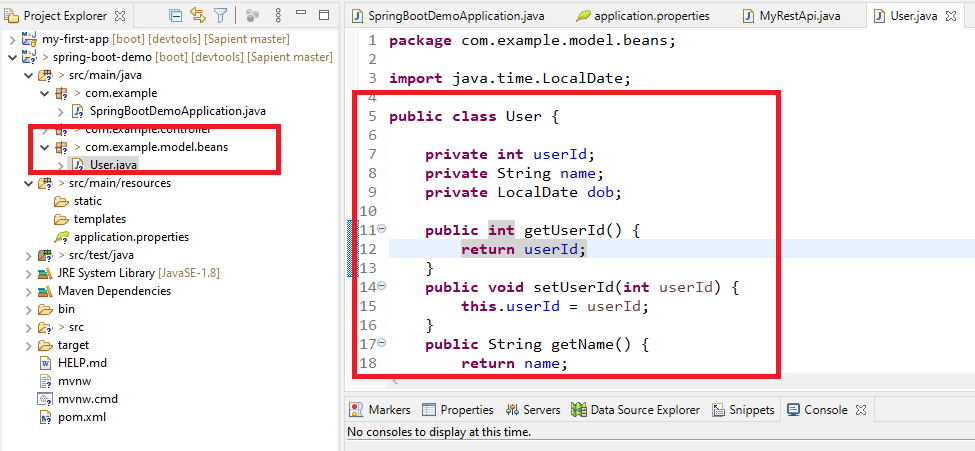 Project Explorer
my-first-app [boot] [devtools] [Sapient master]
> spring-boot-demo [boot] [devtools] [Sapient master]
> src/main/java
> com.example
> SpringBootDemoApplication.java
> com.example.controller
> com.example.model.beans
User.java
> src/main/resources
static
templates
application.properties
> src/test/java
JRE System Library [JavaSE-1.8]
Maven Dependencies
bin
> src
target
HELP.md
mvnw
mvnw.cmd
pom.xml
SpringBootDemoApplication.java application.properties MyRestApi.java User.java
1 package com.example.model.beans;
2
3 import java.time.LocalDate;
4
5 public class User {
6
7 private int userId;
8 private String name;
9 private LocalDate dob;
10
11 public int getUserId() {
12 return userId;
13 }
14 public void setUserId(int userId) {
15 this.userId = userId;
16 }
17 public String getName() {
18 return name;
Markers Properties Servers Data Source Explorer Snippets Console
No consoles to display at this time.